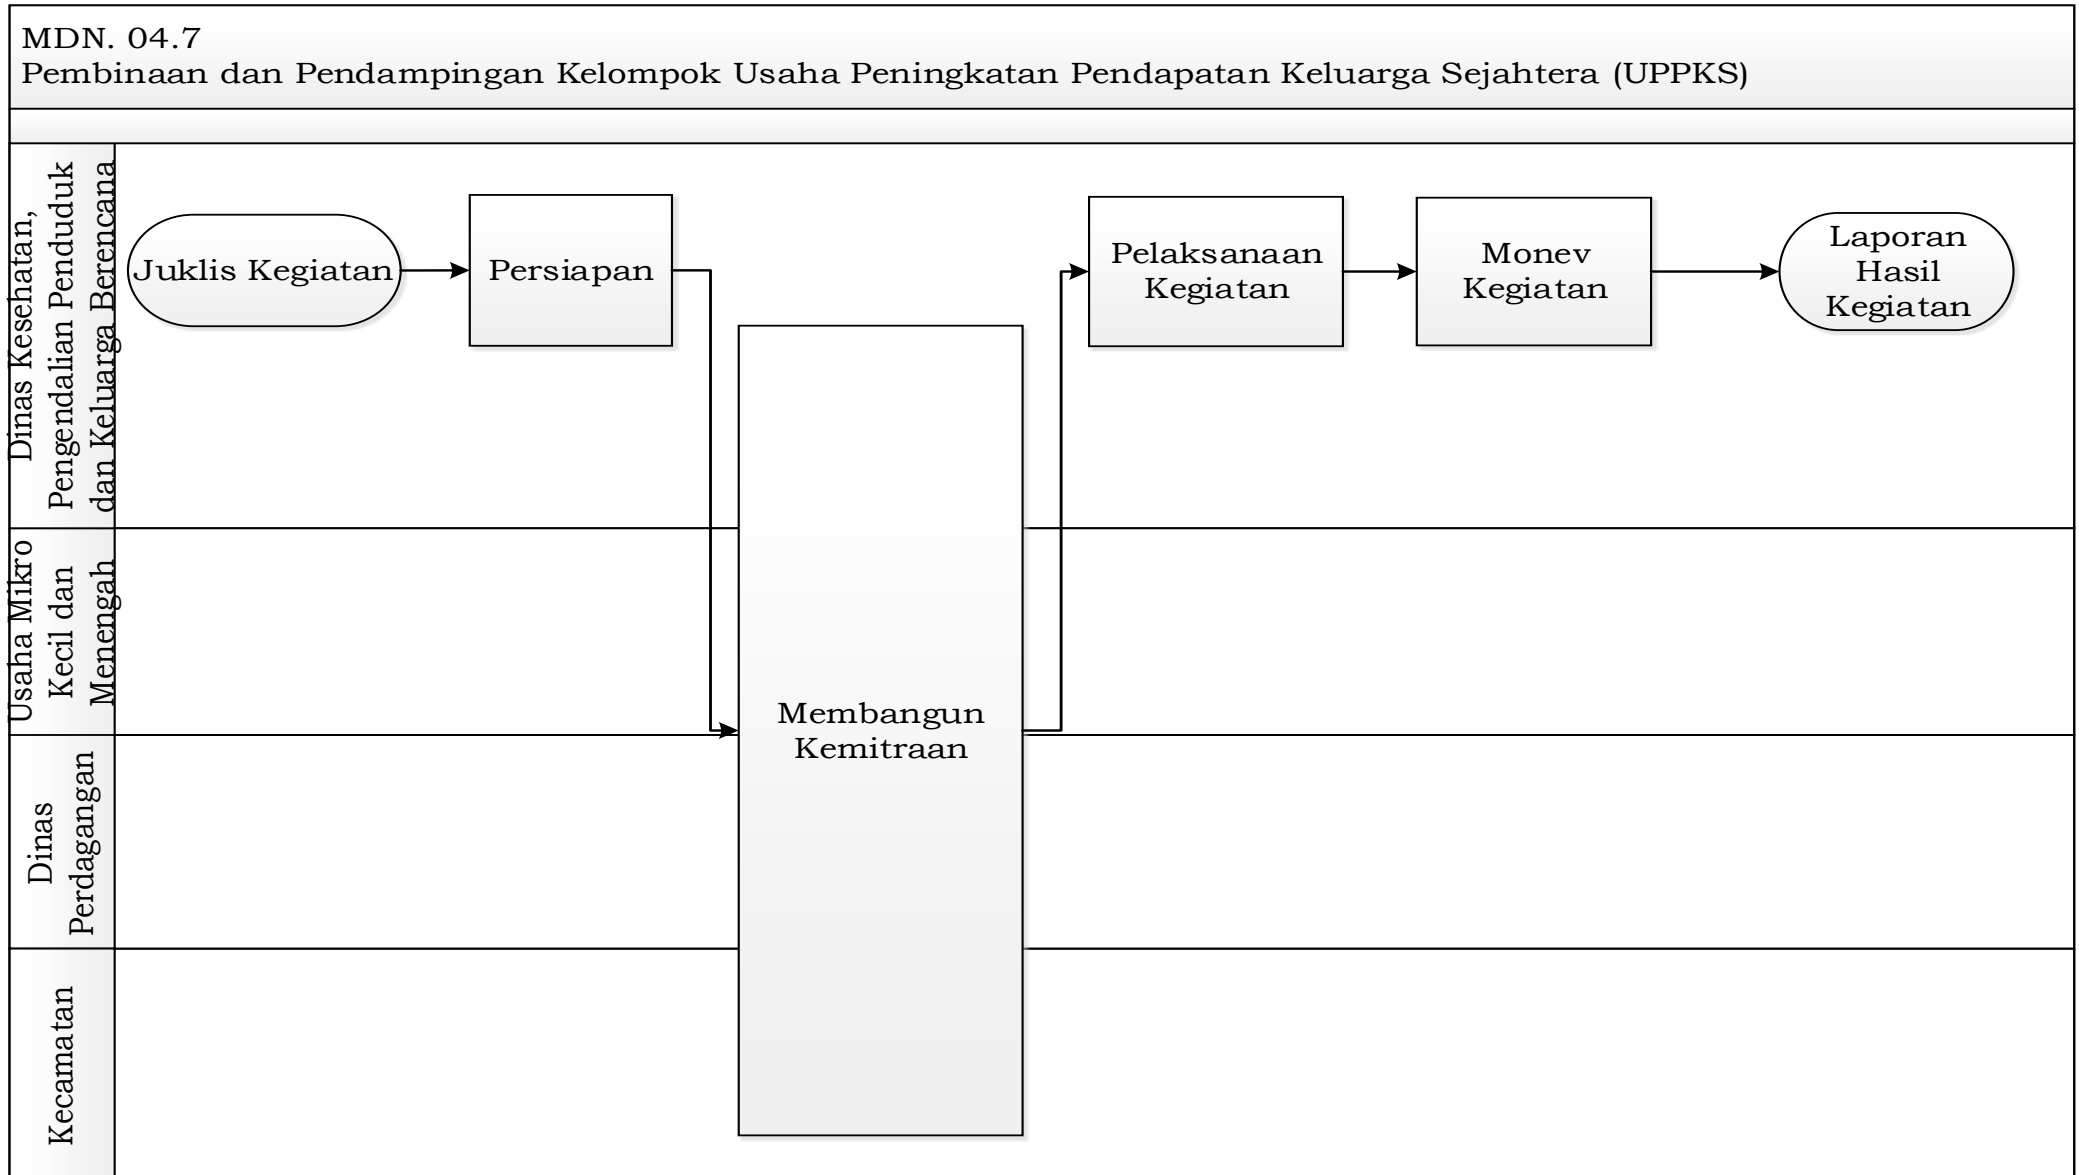 MDN. 04.7
Pembinaan dan Pendampingan Kelompok Usaha Peningkatan Pendapatan Keluarga Sejahtera (UPPKS)
Dinas Kesehatan,
Pengendalian Penduduk
dan Keluarga Berencana
Juklis Kegiatan
Persiapan
Pelaksanaan
Kegiatan
Monev
Kegiatan
Laporan
Hasil
Kegiatan
Usaha Mikro
Kecil dan
Menengah
Membangun
Kemitraan
Dinas
Perdagangan
Kecamatan